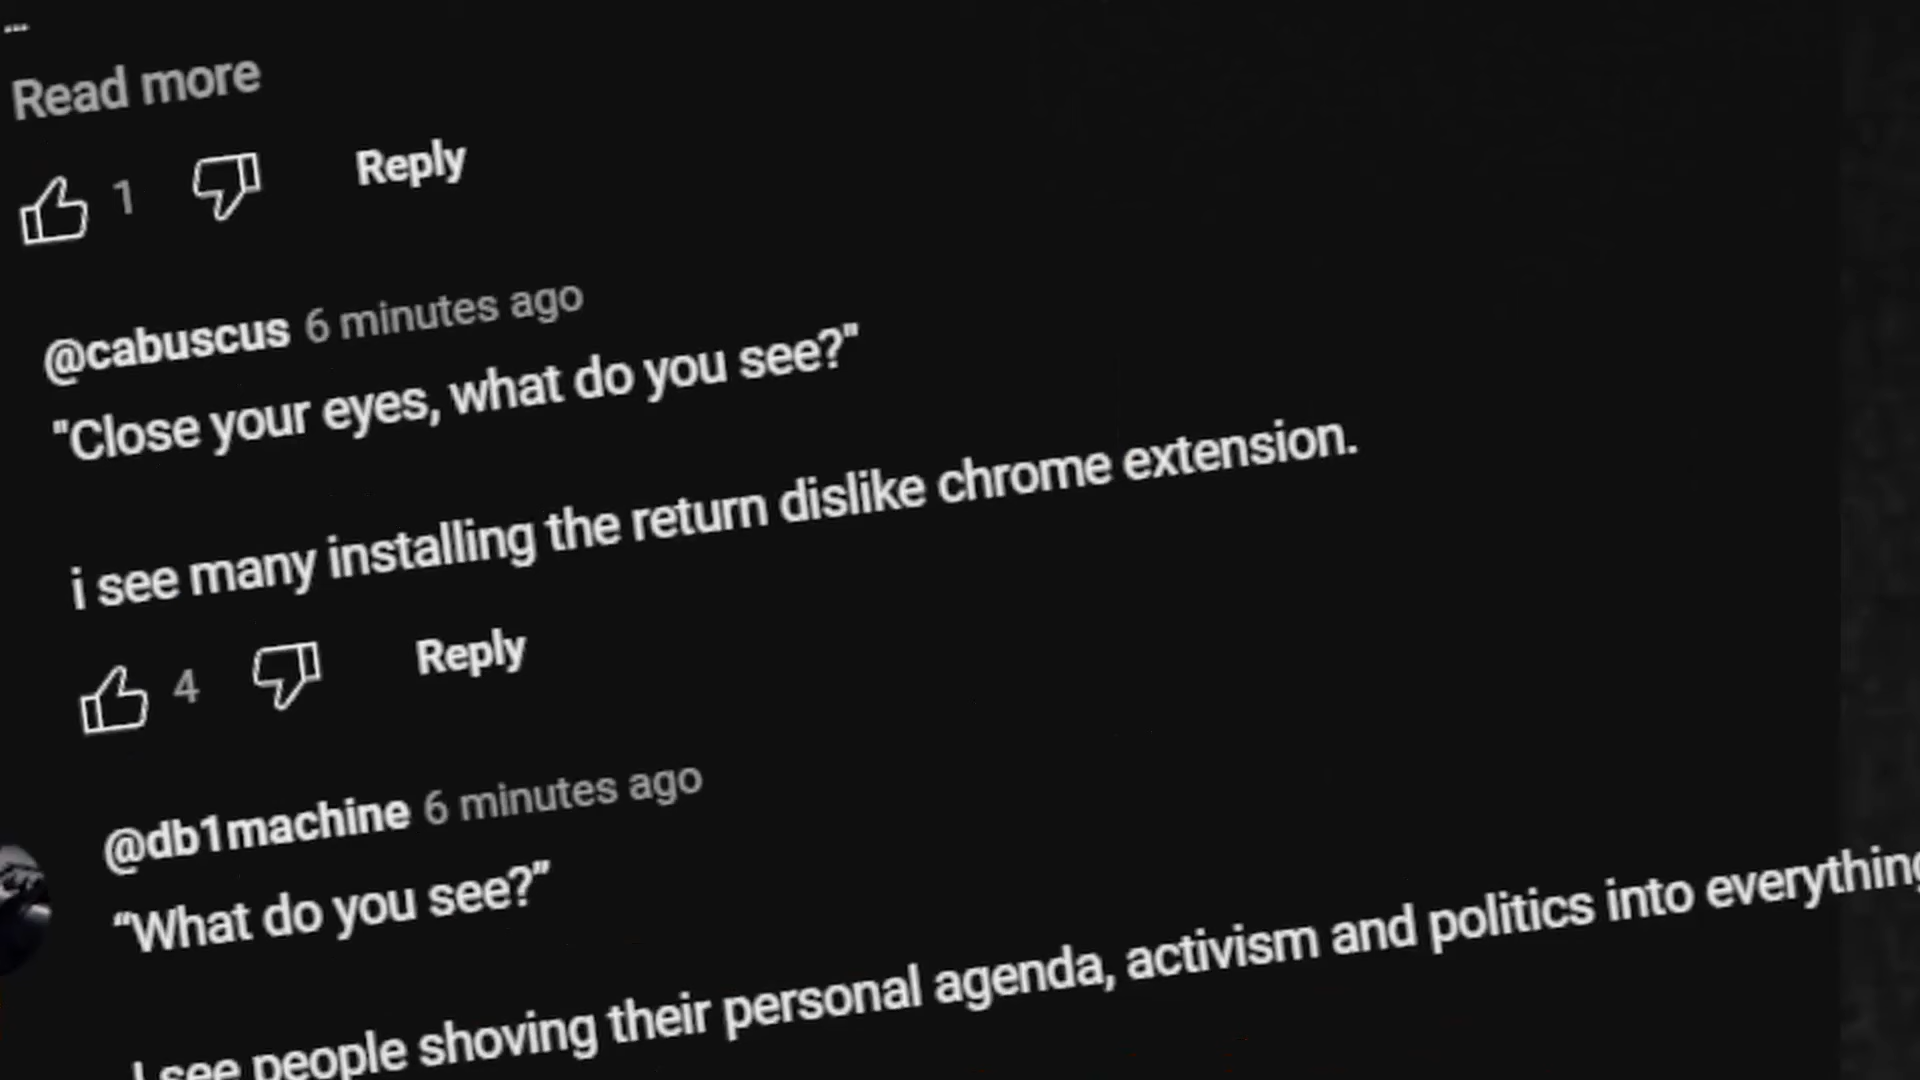 ...
Read more
1 Reply
@cabuscus 6 minutes ago
"Close your eyes, what do you see?"
i see many installing the return dislike chrome extension.
4 Reply
@db1machine 6 minutes ago
“What do you see?”
I see people shoving their personal agenda, activism and politics into everything